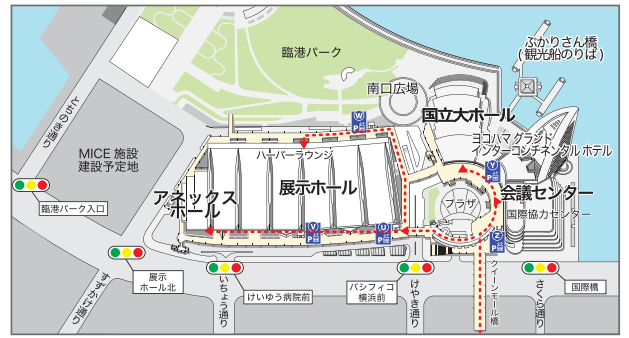 臨港パーク
ぷかりさん橋
(観光船のりば)
南口広場
国立大ホール
とちのき通り
W
P
ヨコハマ グランド
インターコンチネンタル ホテル
MICE 施設
建設予定地
ハーバーラウンジ
Y
P
展示ホール
アネックス
ホール
会議センター
プラザ
国際協力センター
臨港パーク入口
V
P
U
P
Z
P
展示
ホール北
けいゆう病院前
パシフィコ
横浜前
国際橋
すずかけ通り
いちょう通り
けやき通り
クイーンモール橋
さくら通り